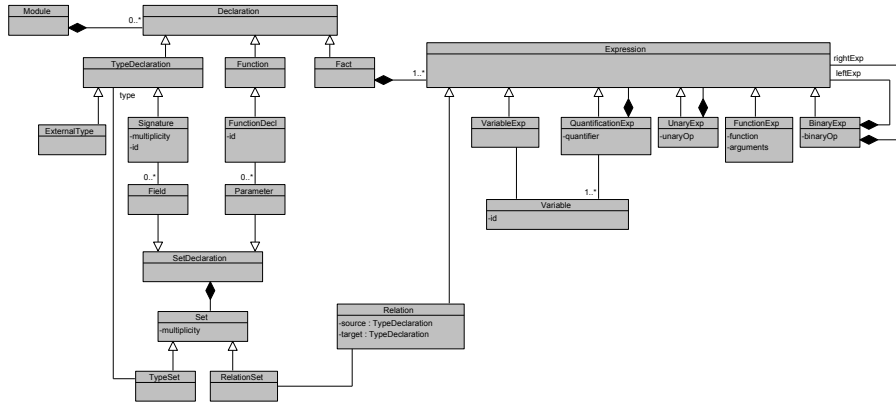 Module
0..*
Declaration
Expression
rightExp
leftExp
TypeDeclaration
Function
Fact
1..*
type
ExternalType
Signature
-multiplicity
-id
FunctionDecl
-id
VariableExp
QuantificationExp
-quantifier
UnaryExp
-unaryOp
FunctionExp
-function
-arguments
BinaryExp
-binaryOp
0..*
0..*
Field
Parameter
1..*
Variable
-id
SetDeclaration
Set
-multiplicity
Relation
-source : TypeDeclaration
-target : TypeDeclaration
TypeSet
RelationSet